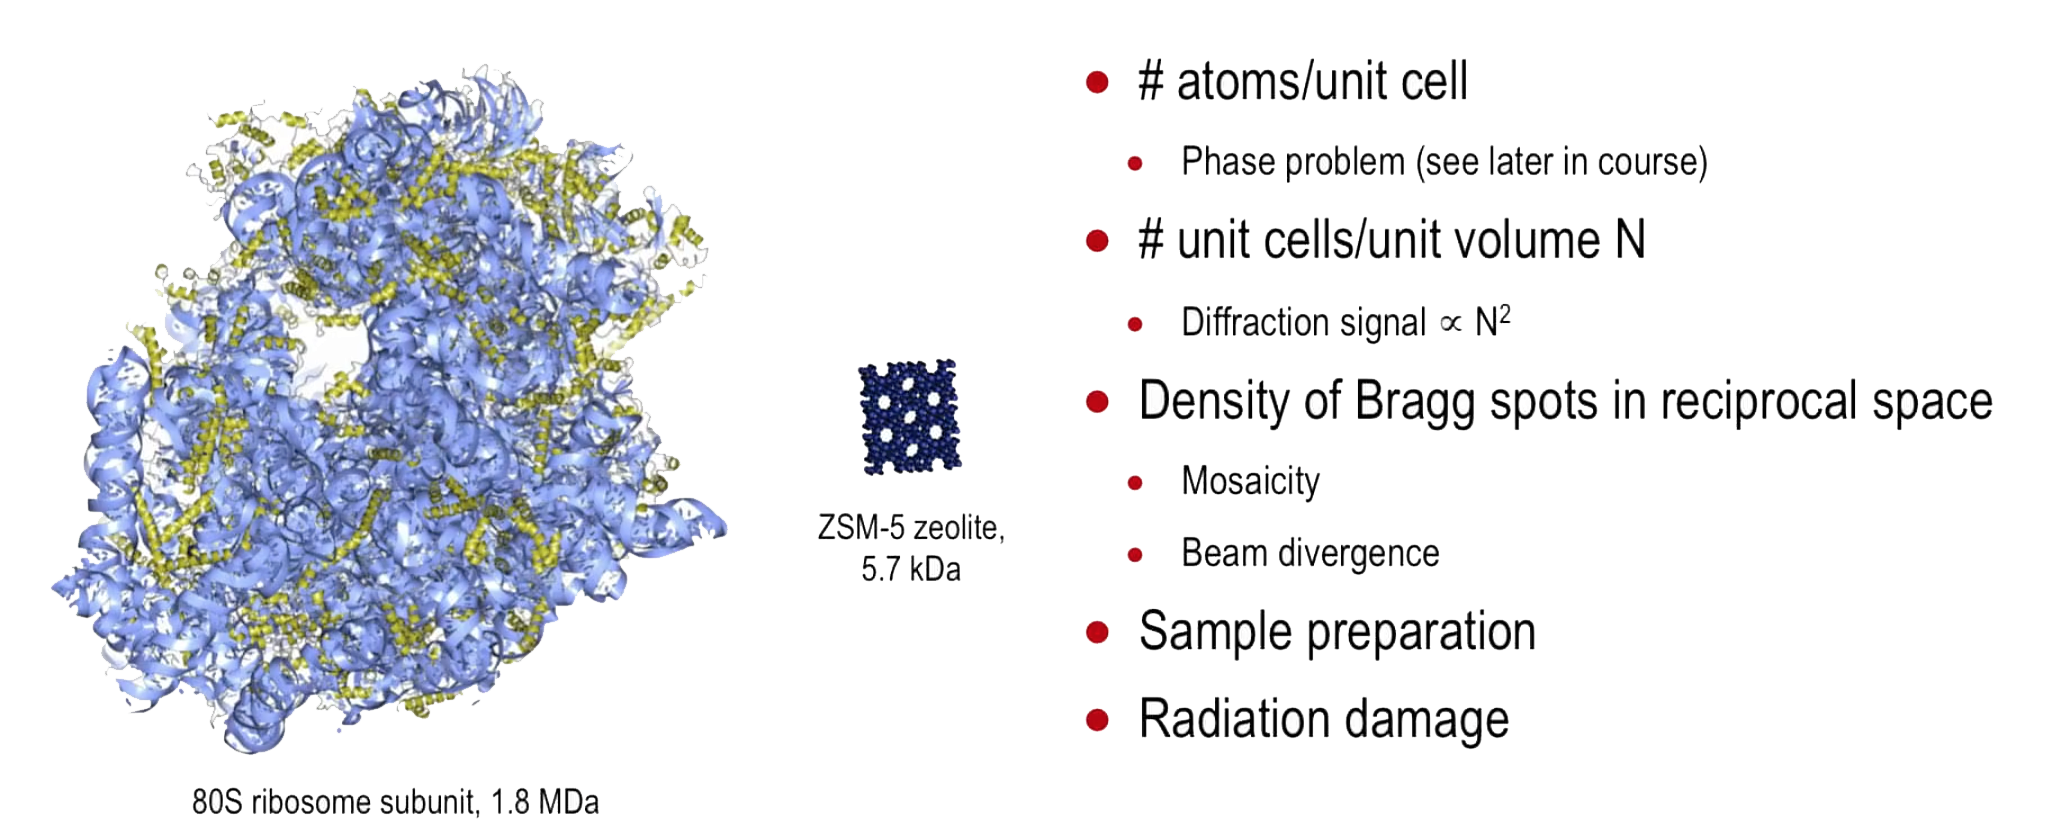 # atoms/unit cell
Phase problem (see later in course)
# unit cells/unit volume N
Diffraction signal ∝ N²
Density of Bragg spots in reciprocal space
Mosaicity
Beam divergence
Sample preparation
Radiation damage
ZSM-5 zeolite,
5.7 kDa
80S ribosome subunit, 1.8 MDa